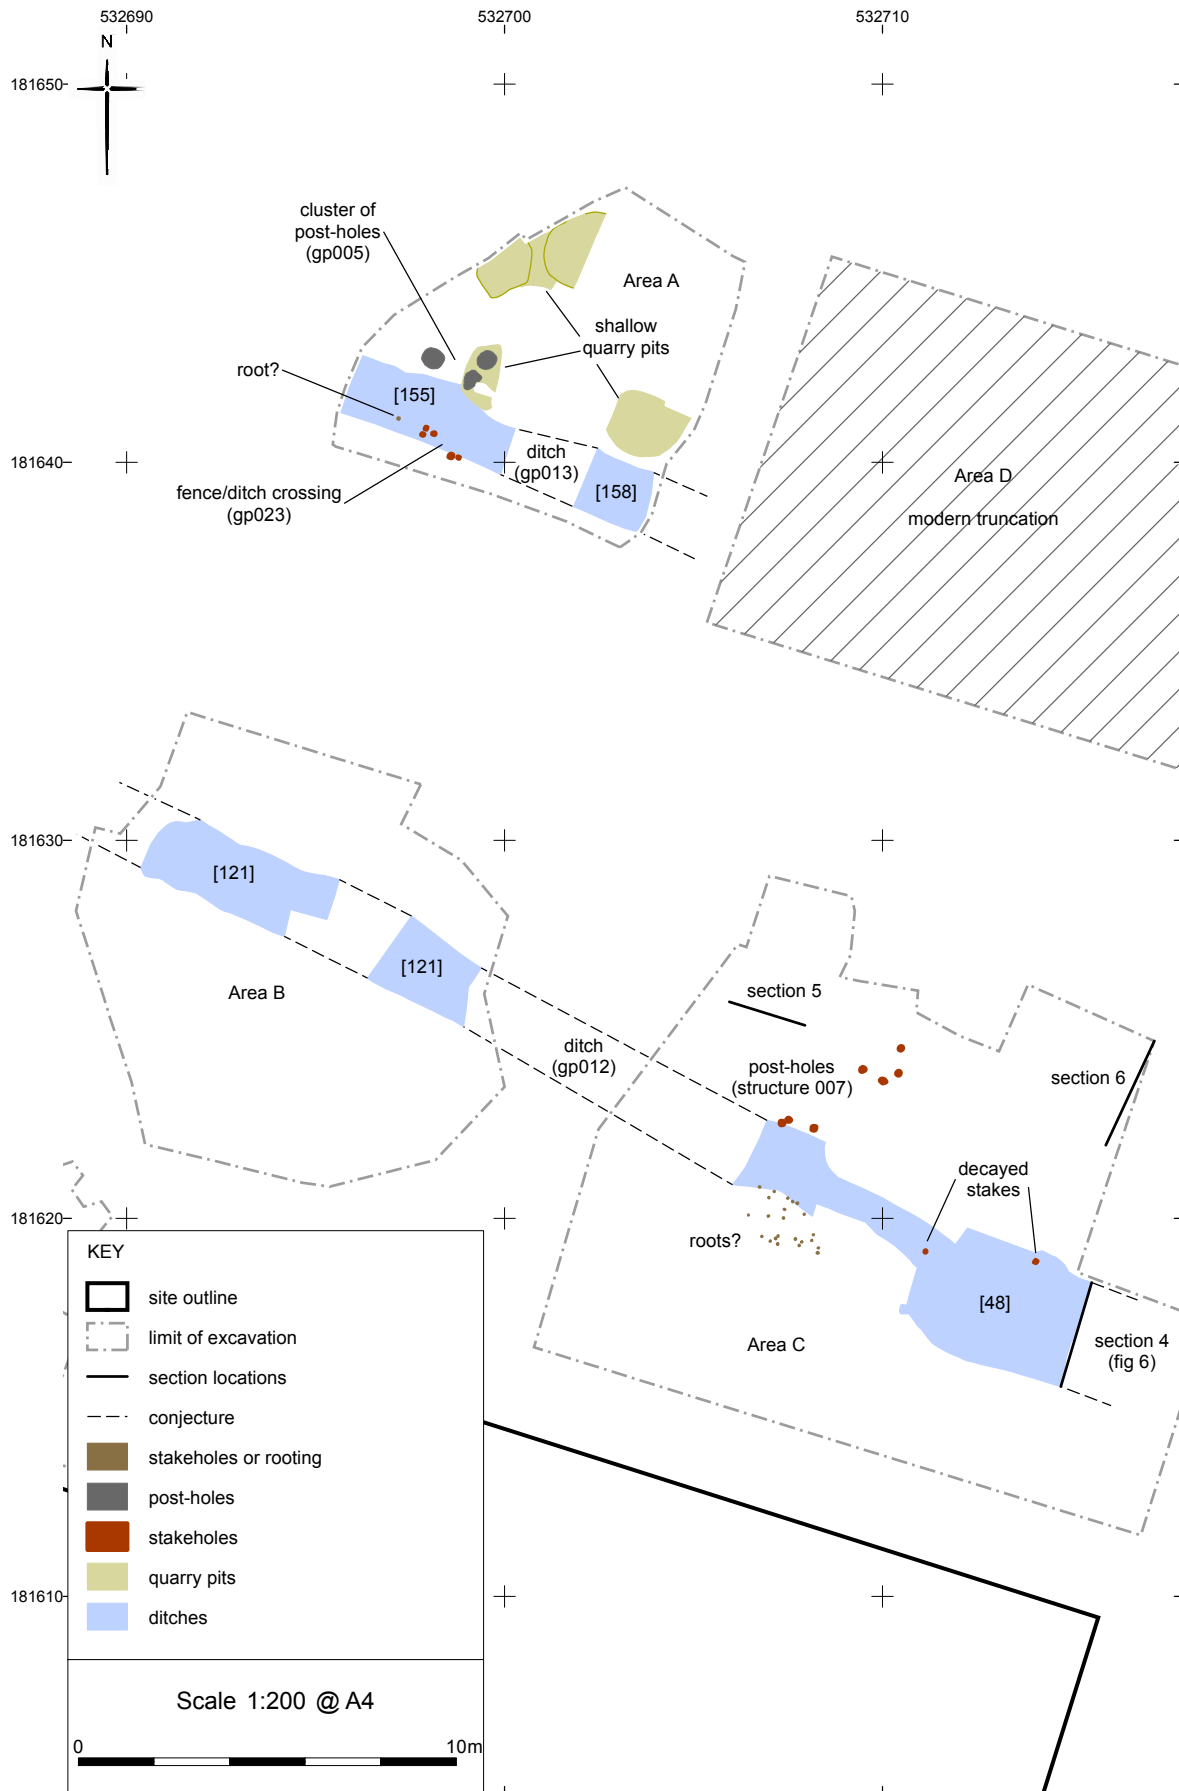 532690
532700
532710
N
181650
cluster of
post-holes
(gp005)
Area A
shallow
quarry pits
root?
[155]
181640
ditch
(gp013)
Area D
fence/ditch crossing
(gp023)
[158]
modern truncation
181630
[121]
[121]
Area B
section 5
ditch
(gp012)
post-holes
(structure 007)
section 6
decayed
stakes
181620
roots?
[48]
Area C
section 4
(fig 6)
181610
KEY
site outline
limit of excavation
section locations
conjecture
stakeholes or rooting
post-holes
stakeholes
quarry pits
ditches
Scale 1:200 @ A4
0
10m